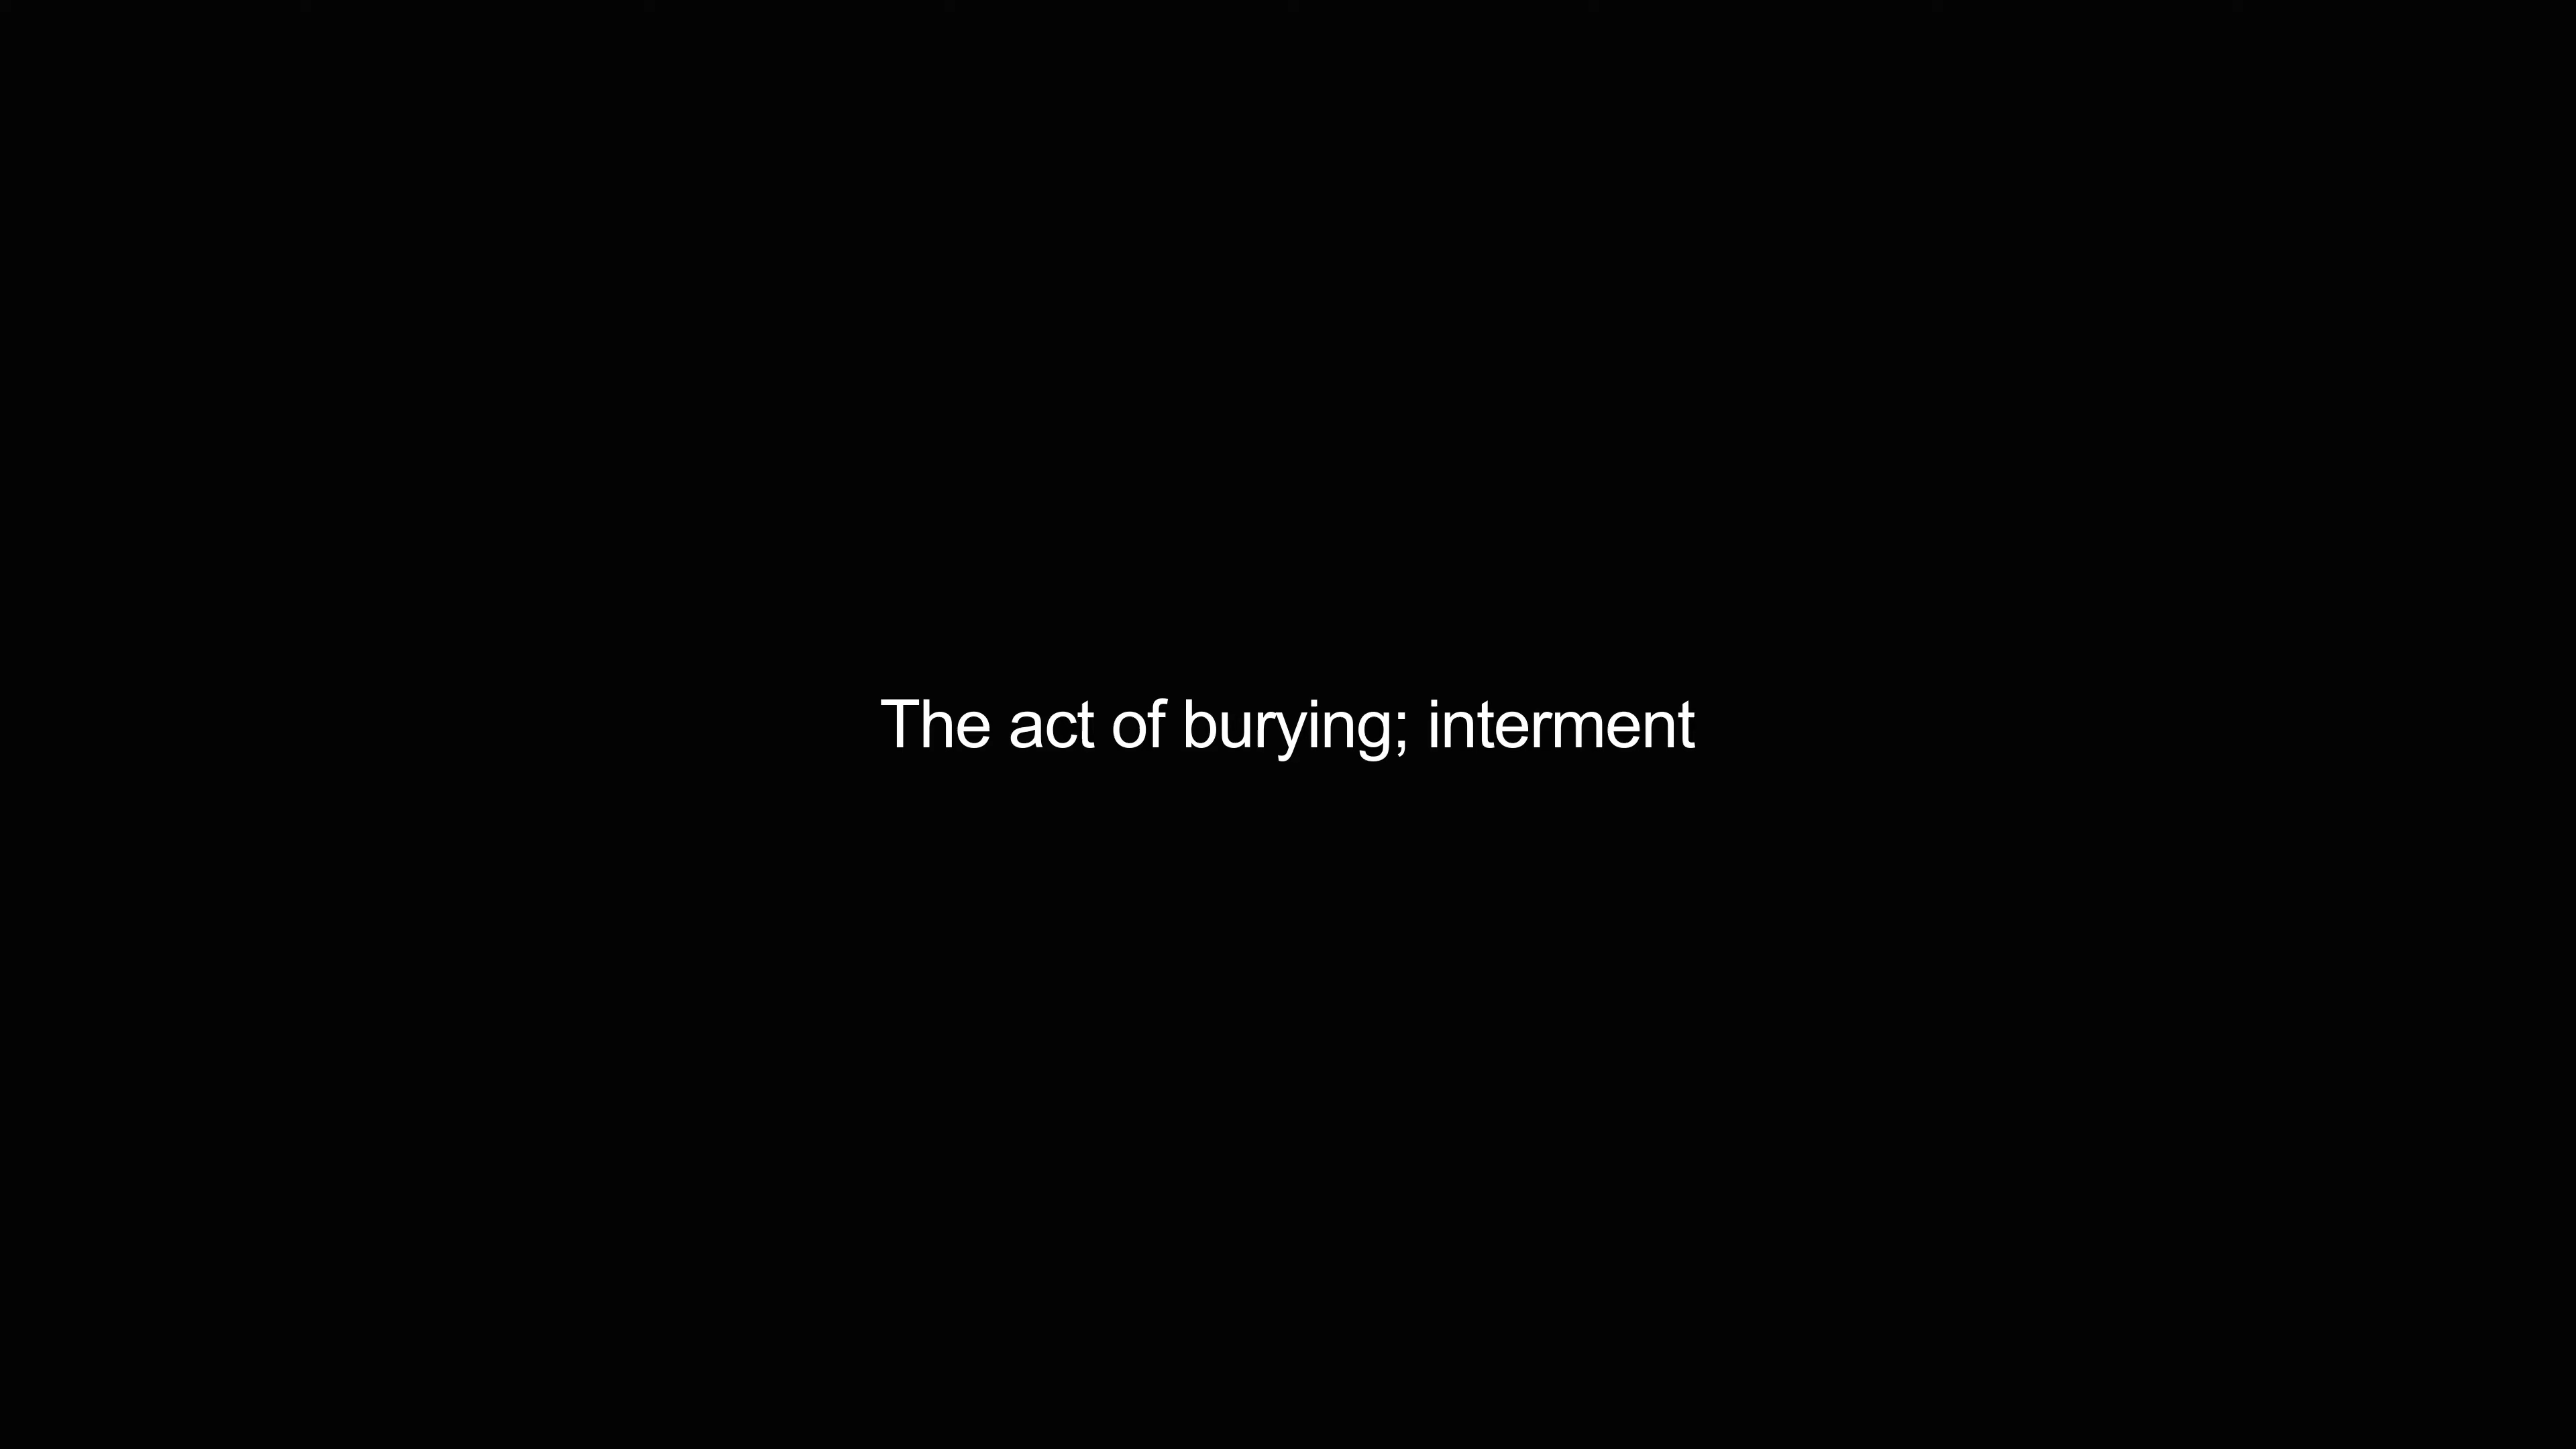 The act of burying; interment